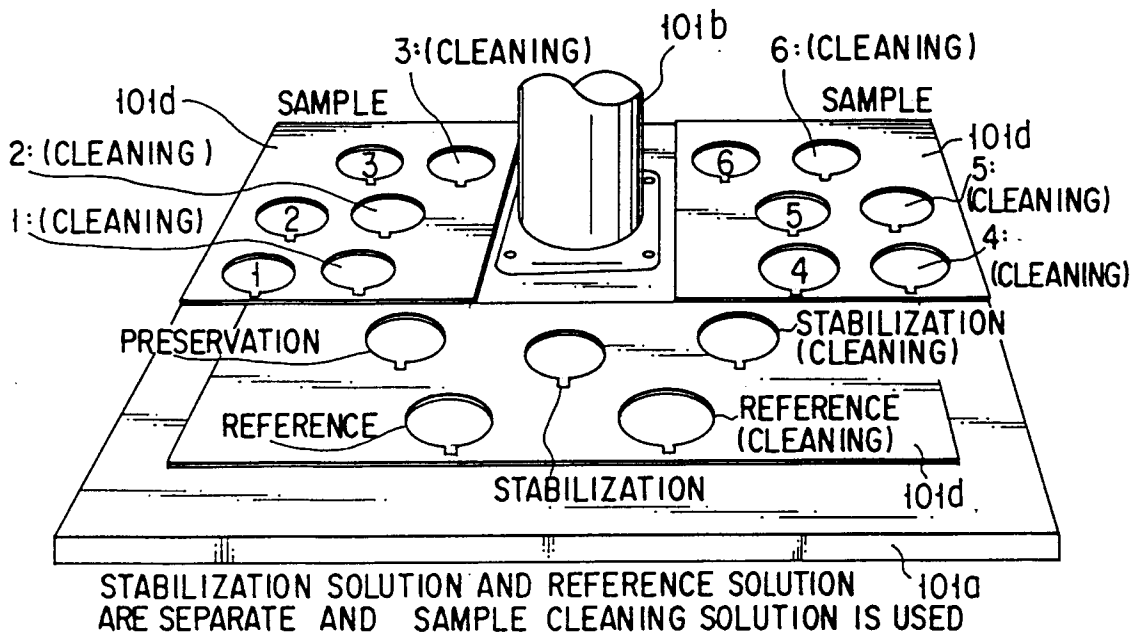 3:(CLEANING)
101b
6:(CLEANING)
101d
SAMPLE
SAMPLE
101d
2:(CLEANING)
3
6
5:
(CLEANING)
1:(CLEANING)
2
5
4:
(CLEANING)
1
4
PRESERVATION
STABILIZATION
(CLEANING)
REFERENCE
REFERENCE
(CLEANING)
STABILIZATION
101d
STABILIZATION SOLUTION AND REFERENCE SOLUTION
101a
ARE SEPARATE AND SAMPLE CLEANING SOLUTION IS USED